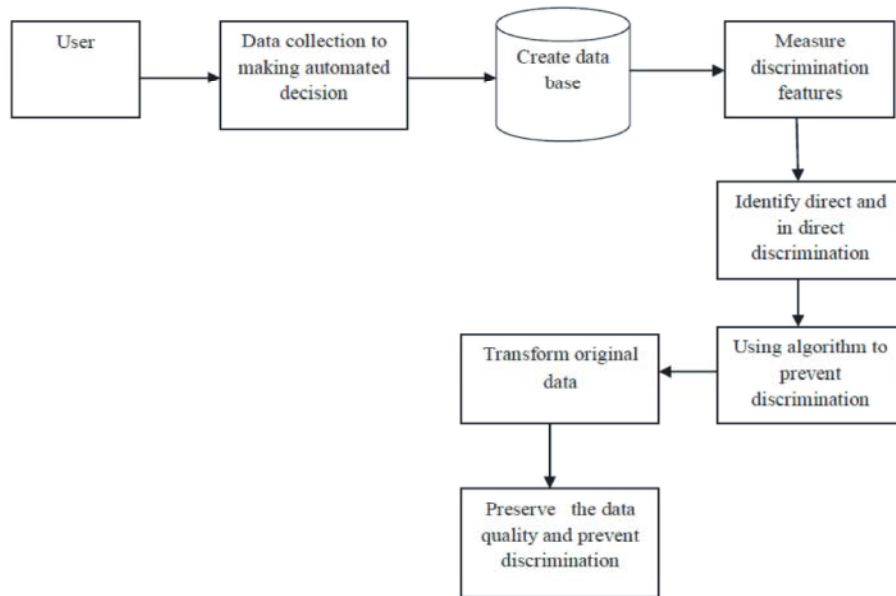 User
Data collection to
making automated
decision
Create data
base
Measure
discrimination
features
Identify direct and
in direct
discrimination
Using algorithm to
prevent
discrimination
Transform original
data
Preserve the data
quality and prevent
discrimination